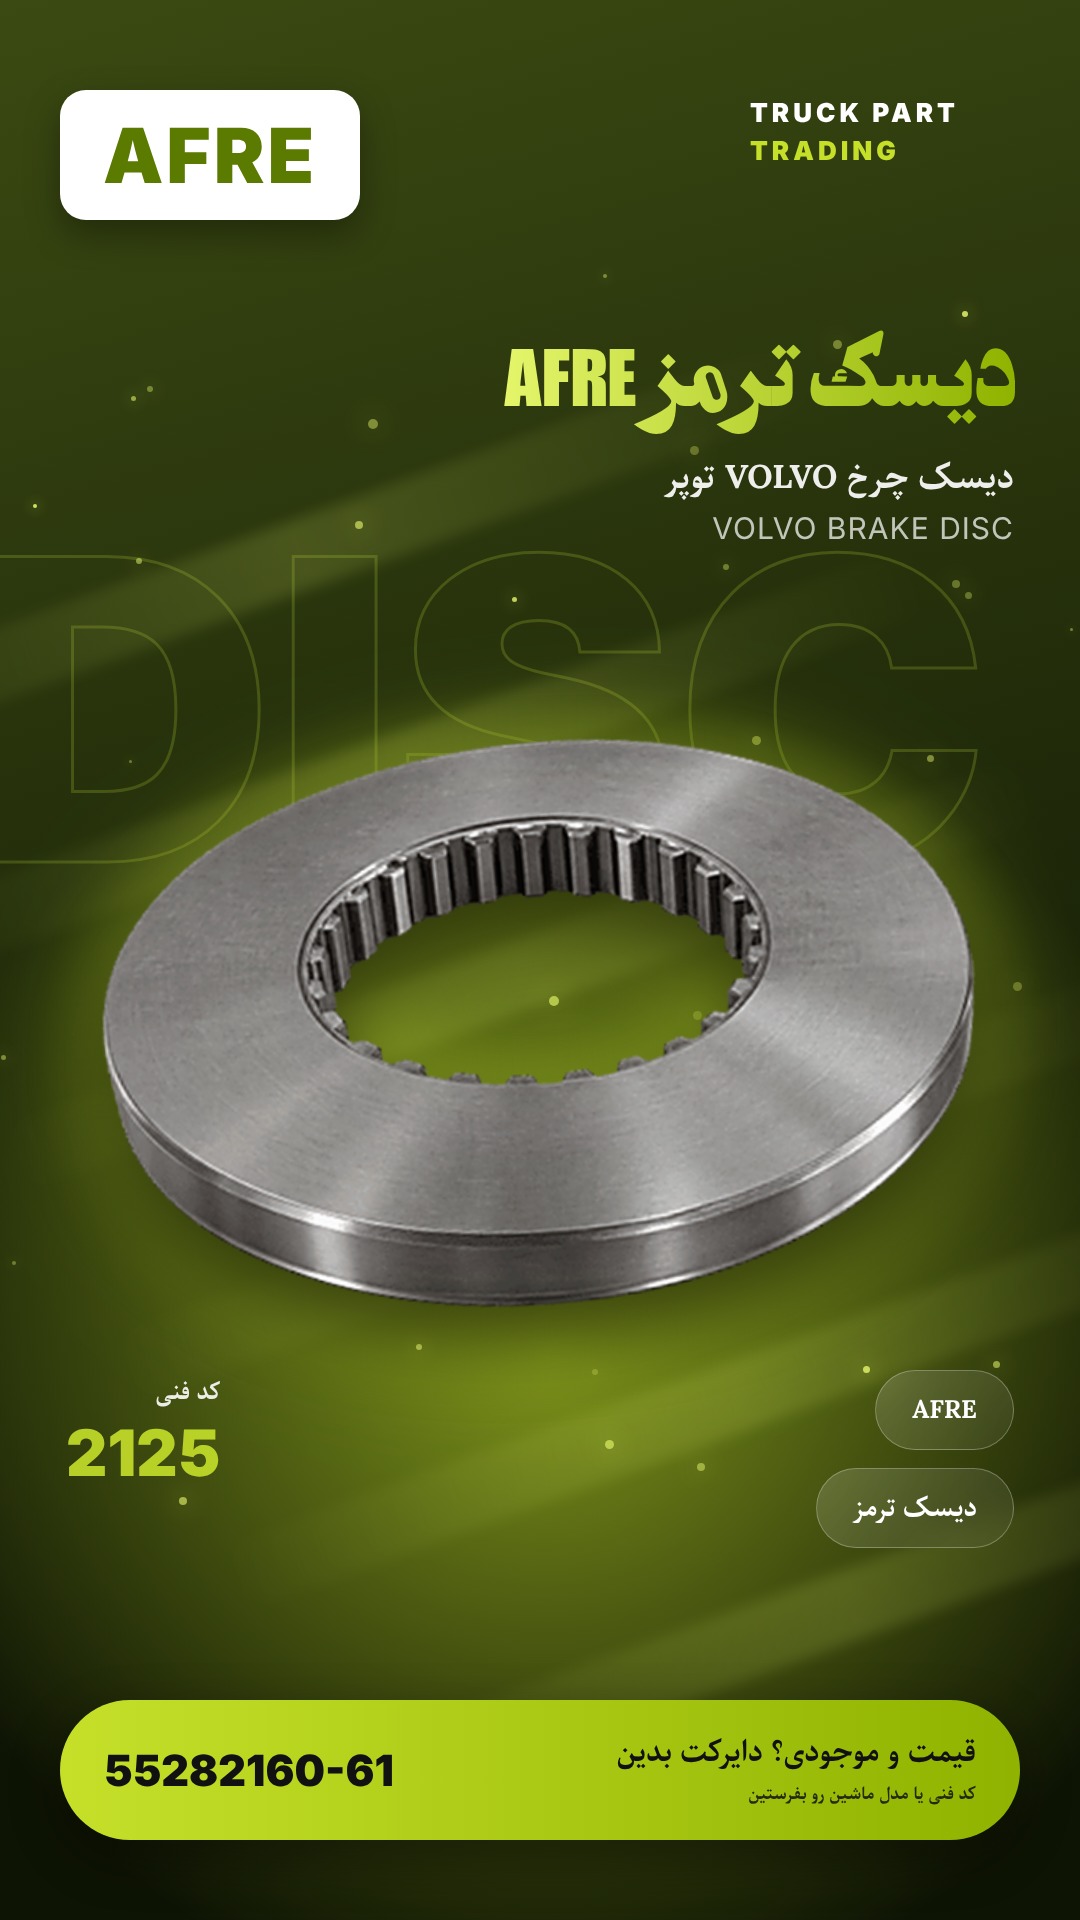 AFRE
TRUCK PART
TRADING
دیسک ترمز AFRE
دیسک چرخ VOLVO توپر
VOLVO BRAKE DISC
DISC
کد فنی
2125
AFRE
دیسک ترمز
قیمت و موجودی؟ دایرکت بدین
کد فنی یا مدل ماشین رو بفرستین
55282160-61